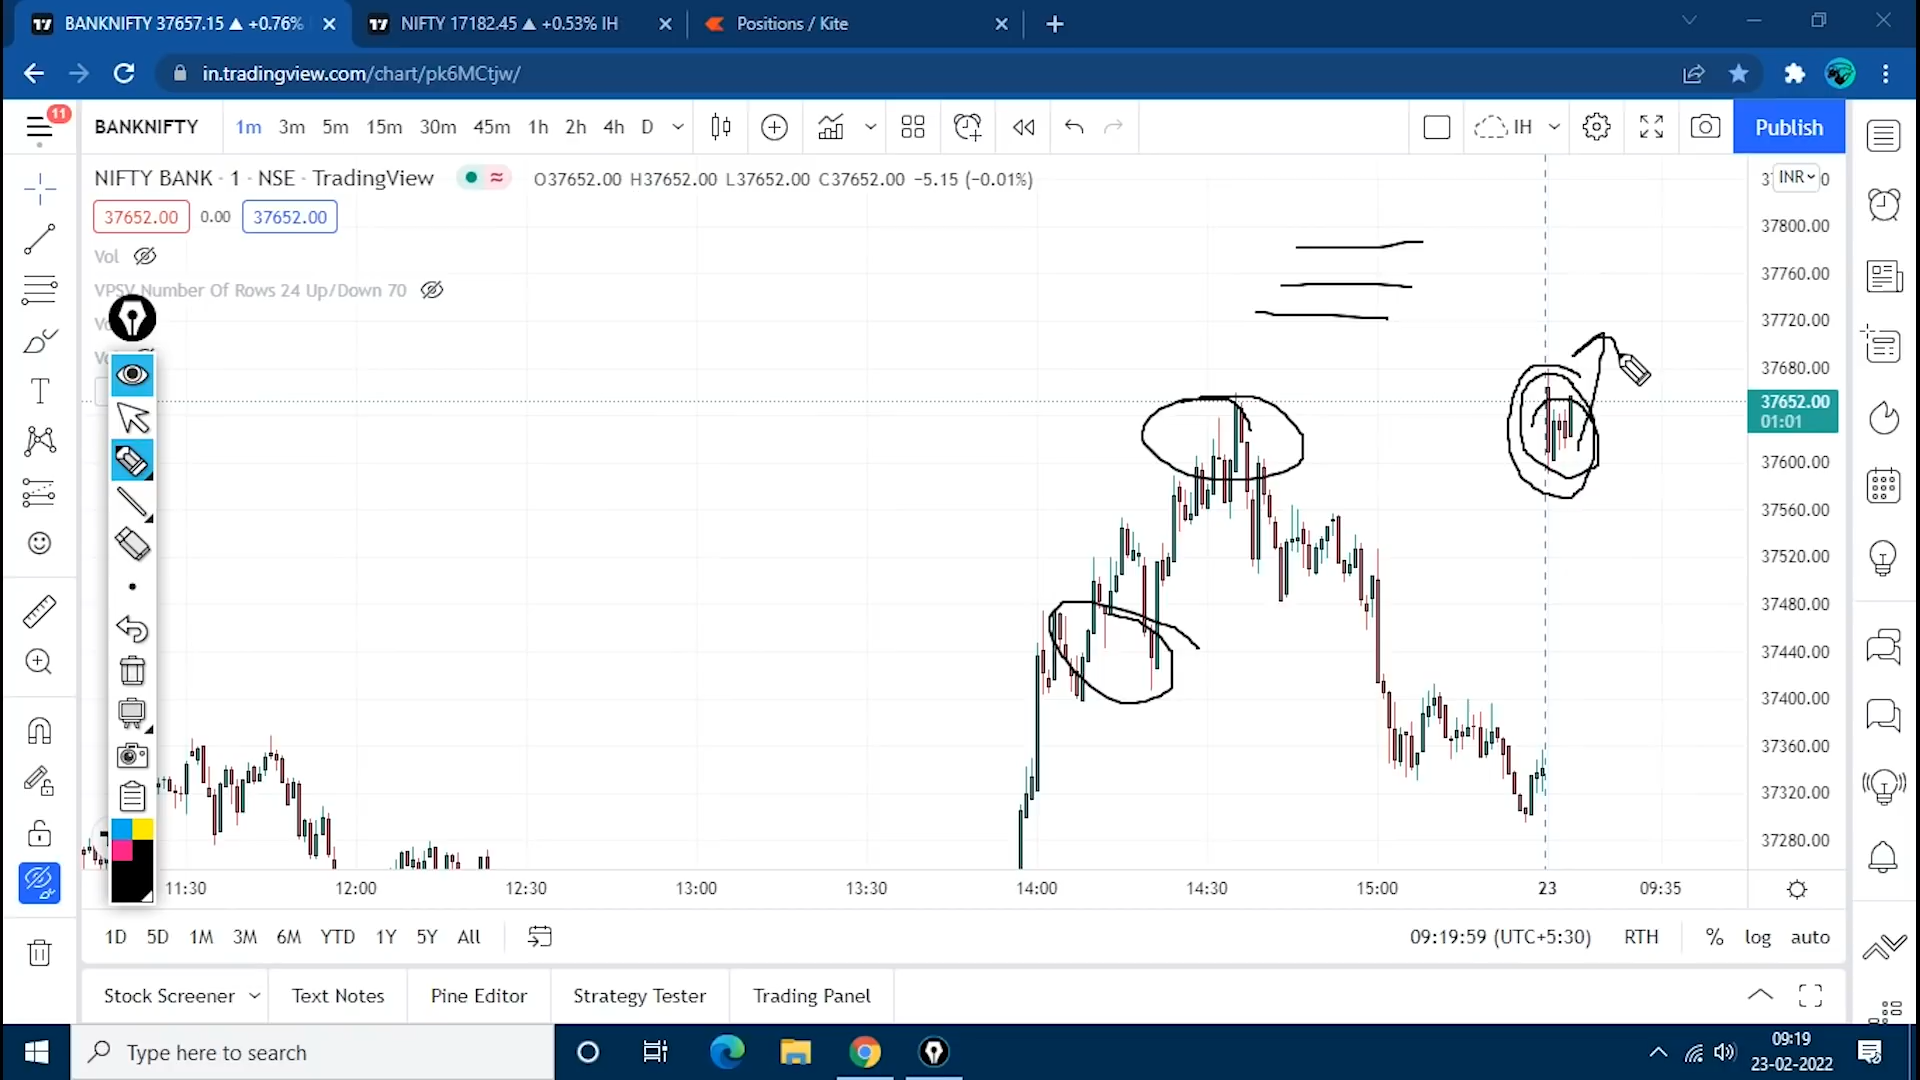 BANKNIFTY 37657.15 ▲ +0.76%
NIFTY 17182.45 ▲ +0.53% IH
Positions / Kite
in.tradingview.com/chart/pk6MCtjw/
11
BANKNIFTY
1m 3m 5m 15m 30m 45m 1h 2h 4h D
IH
Publish
NIFTY BANK · 1 · NSE · TradingView
O37652.00 H37652.00 L37652.00 C37652.00 −5.15 (−0.01%)
INR
37652.00 0.00 37652.00
Vol
VPSV Number Of Rows 24 Up/Down 70
37800.00
37760.00
37720.00
37680.00
37652.00
01:01
37600.00
37560.00
37520.00
37480.00
37440.00
37400.00
37360.00
37320.00
37280.00
11:30 12:00 12:30 13:00 13:30 14:00 14:30 15:00 23 09:35
1D 5D 1M 3M 6M YTD 1Y 5Y All
09:19:59 (UTC+5:30) RTH % log auto
Stock Screener Text Notes Pine Editor Strategy Tester Trading Panel
Type here to search
09:19
23-02-2022